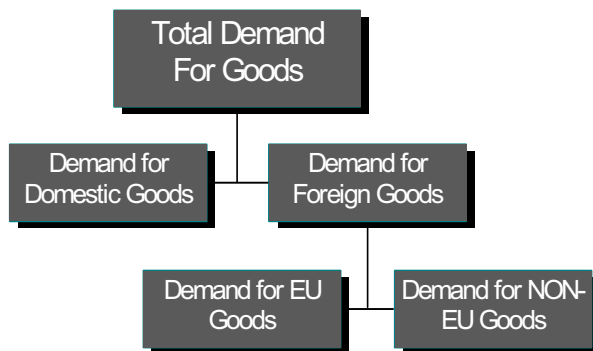 Total Demand
For Goods
Demand for
Domestic Goods
Demand for
Foreign Goods
Demand for EU
Goods
Demand for NON-
EU Goods